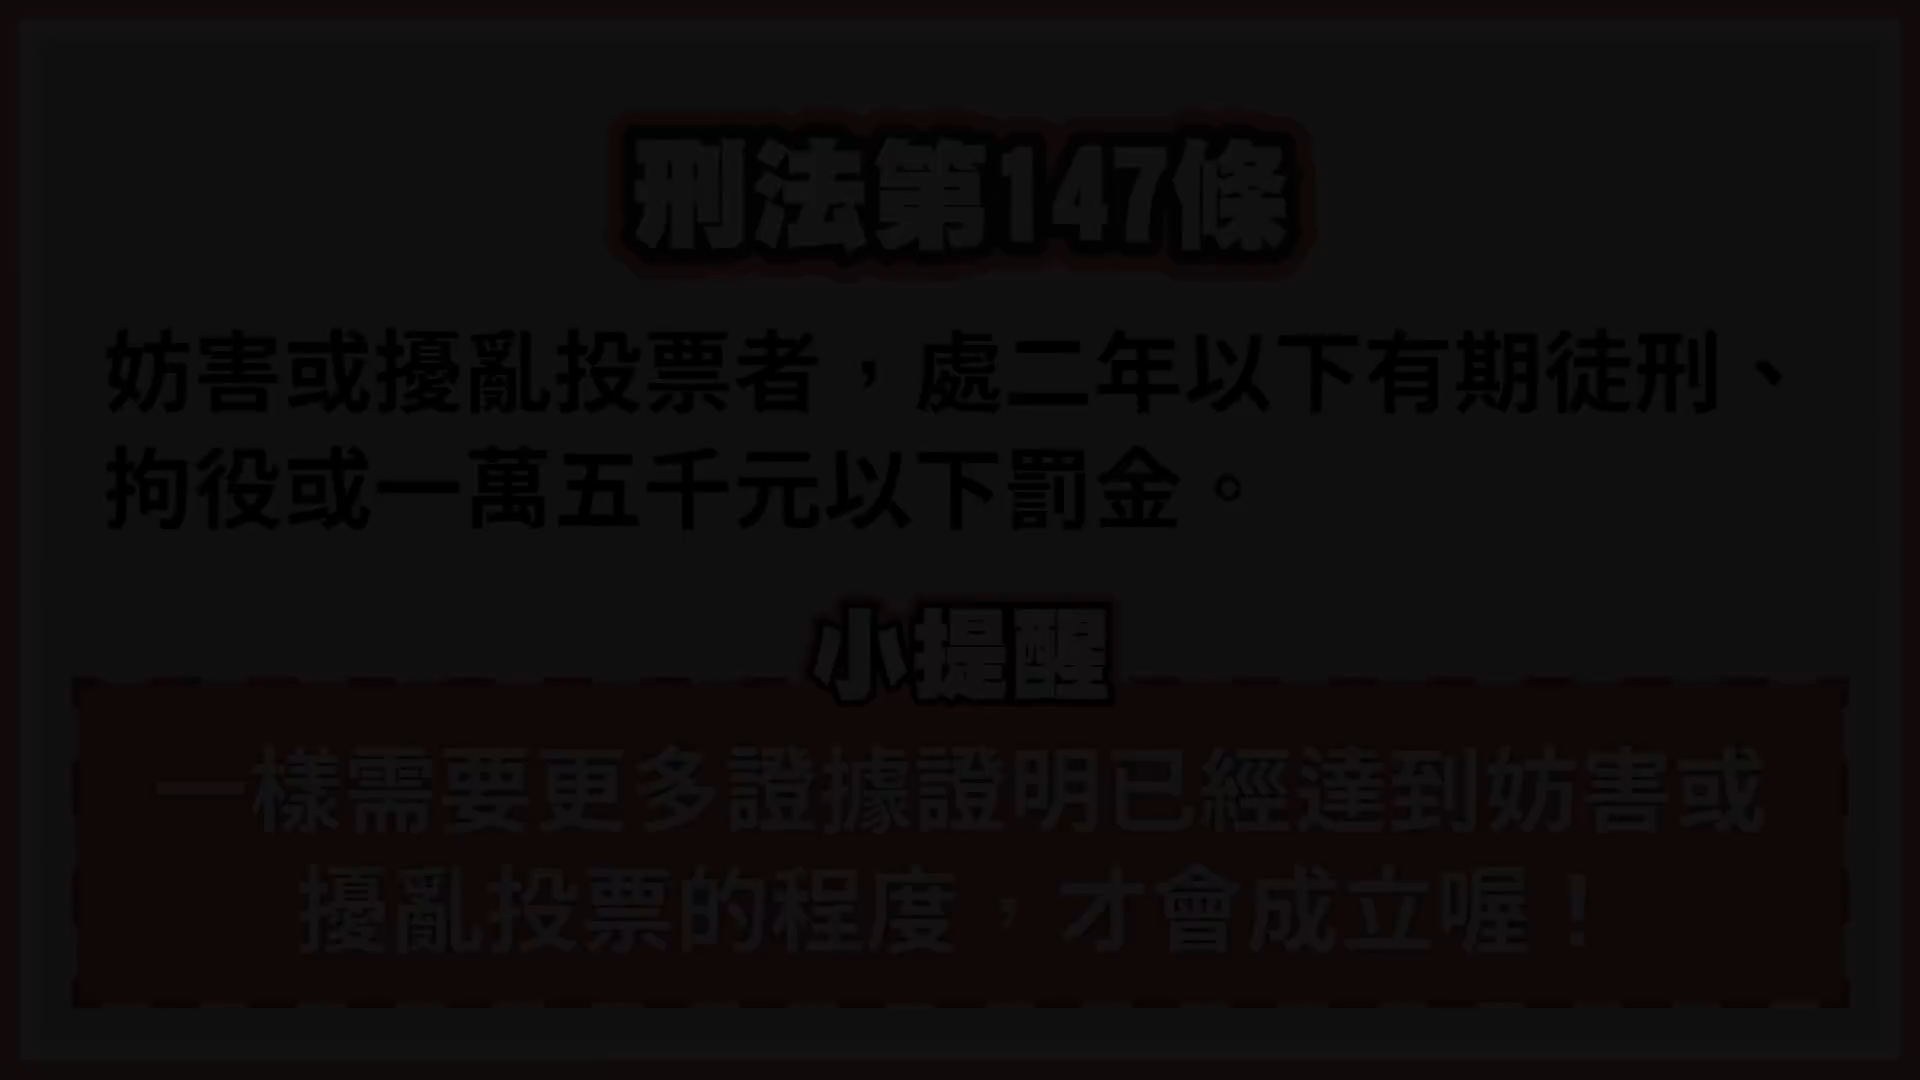 刑法第147條
妨害或擾亂投票者，處二年以下有期徒刑、
拘役或一萬五千元以下罰金。
小提醒
一樣需要更多證據證明已經達到妨害或
擾亂投票的程度，才會成立喔！